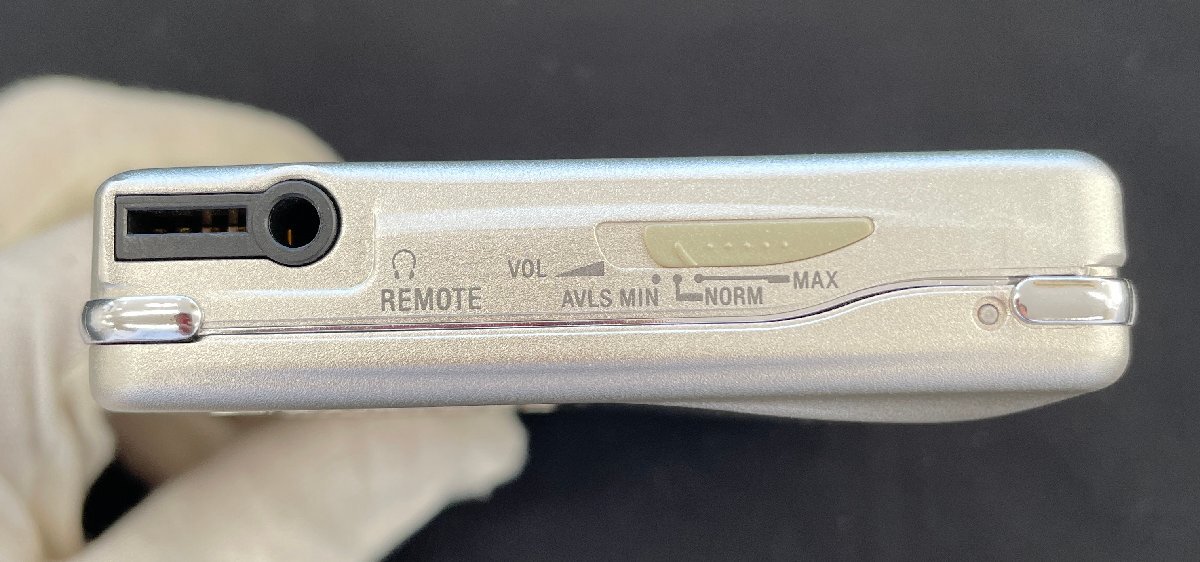 REMOTE
VOL
AVLS MIN NORM MAX